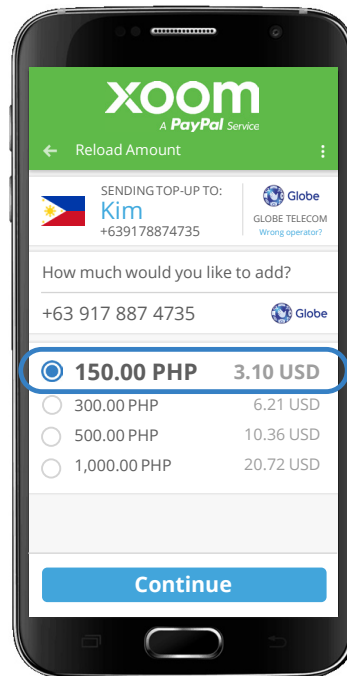 xoom
A PayPal Service
Reload Amount
SENDING TOP-UP TO:
Kim
+639178874735
Globe
GLOBE TELECOM
Wrong operator?
How much would you like to add?
+63 917 887 4735
Globe
150.00 PHP 3.10 USD
300.00 PHP 6.21 USD
500.00 PHP 10.36 USD
1,000.00 PHP 20.72 USD
Continue